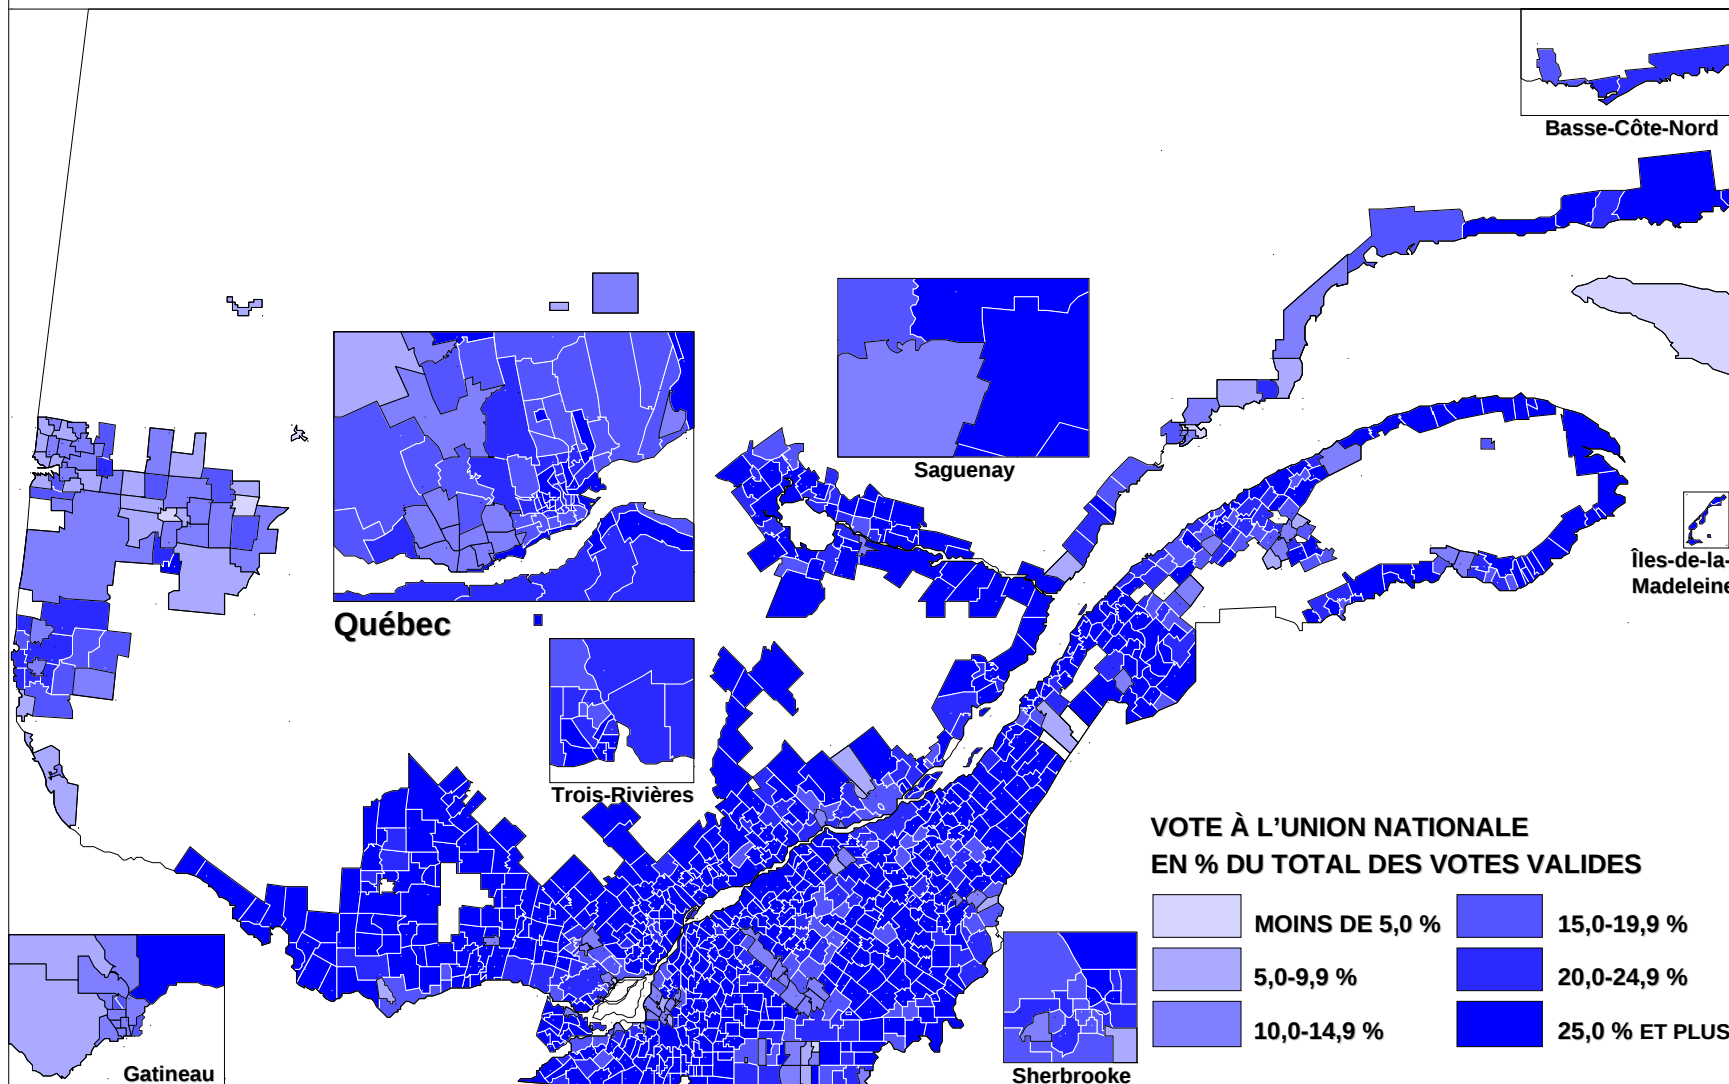 Basse-Côte-Nord
Saguenay
Îles-de-la-
Madeleine
Québec
Trois-Rivières
VOTE À L'UNION NATIONALE
EN % DU TOTAL DES VOTES VALIDES
MOINS DE 5,0 %
15,0-19,9 %
5,0-9,9 %
20,0-24,9 %
10,0-14,9 %
25,0 % ET PLUS
Gatineau
Sherbrooke